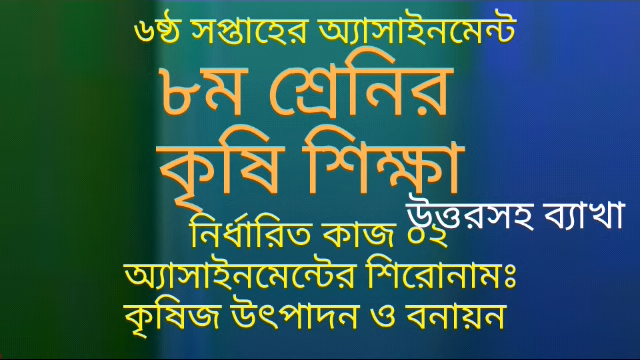 ৬ষ্ঠ সপ্তাহের অ্যাসাইনমেন্ট
৮ম শ্রেনির
কৃষি শিক্ষা
উত্তরসহ ব্যাখা
নির্ধারিত কাজ ০২
অ্যাসাইনমেন্টের শিরোনামঃ
কৃষিজ উৎপাদন ও বনায়ন